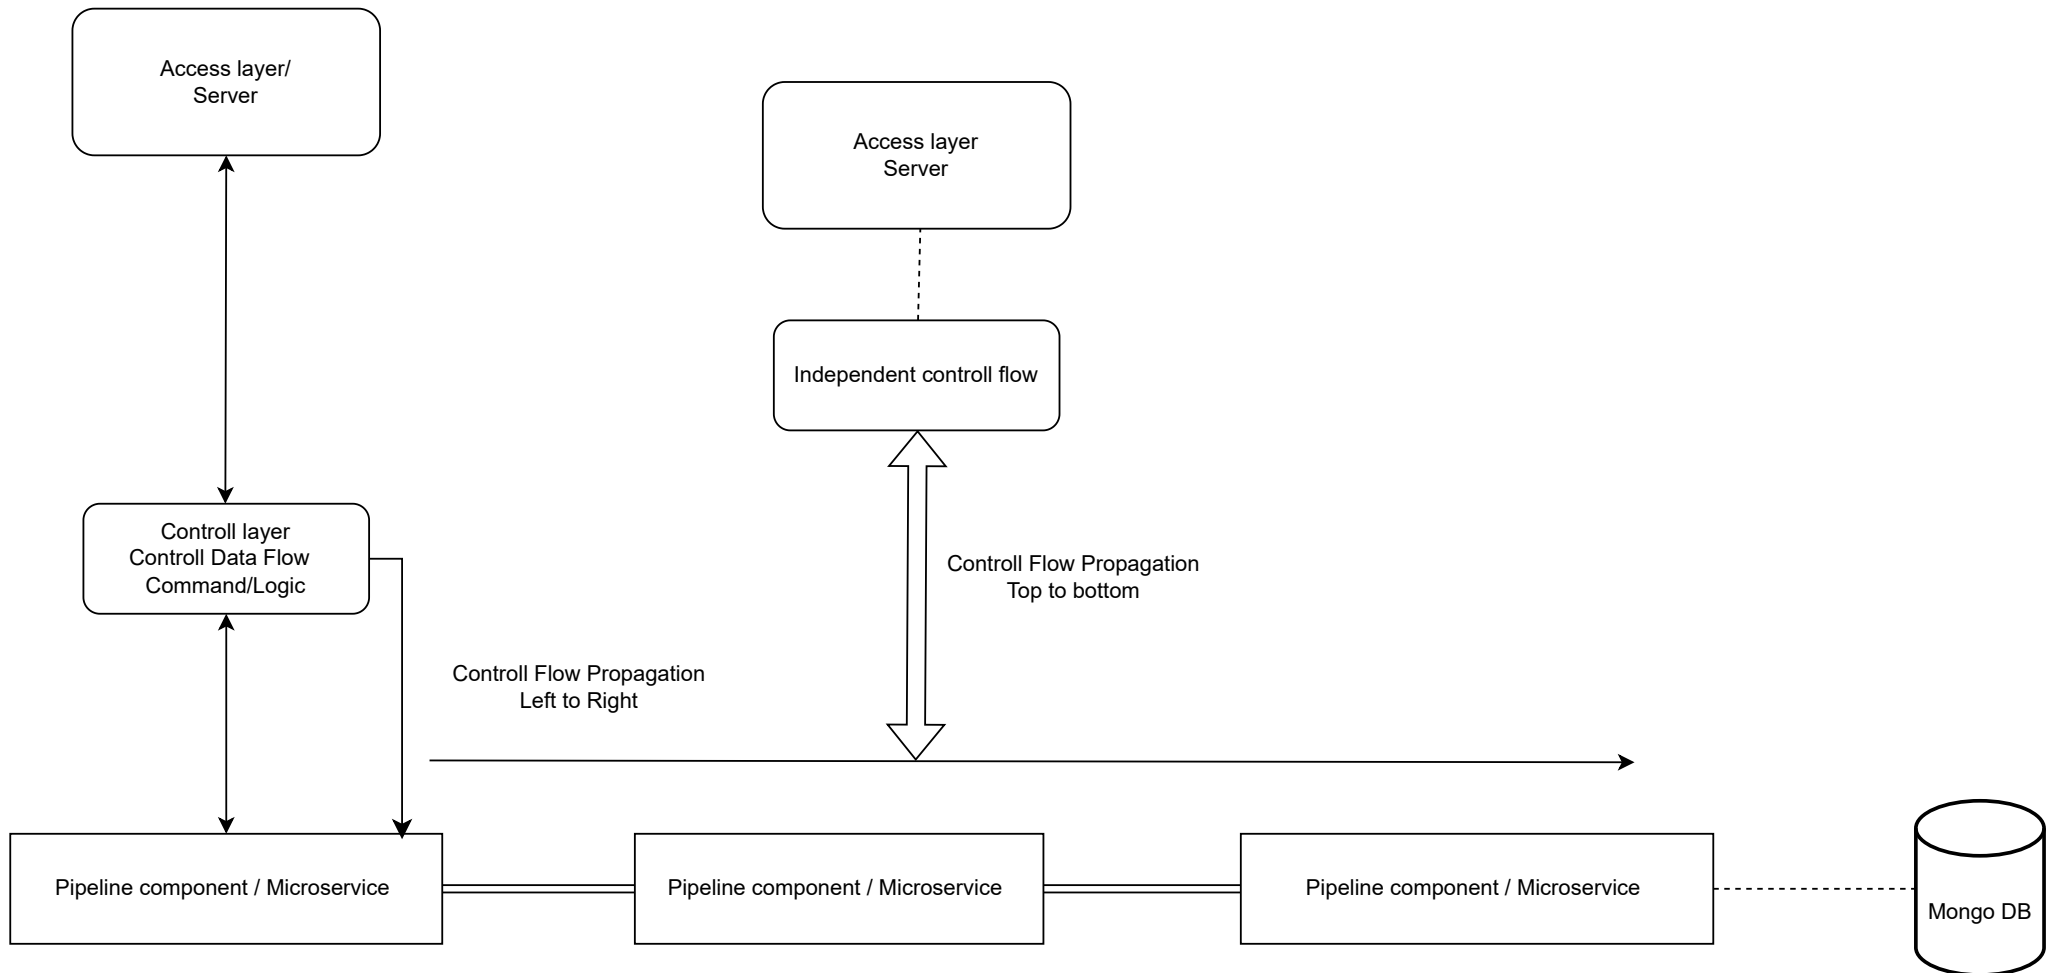 Access layer/
Server
Access layer
Server
Independent controll flow
Controll layer
Controll Data Flow
Command/Logic
Controll Flow Propagation
Top to bottom
Controll Flow Propagation
Left to Right
Pipeline component / Microservice
Pipeline component / Microservice
Pipeline component / Microservice
Mongo DB